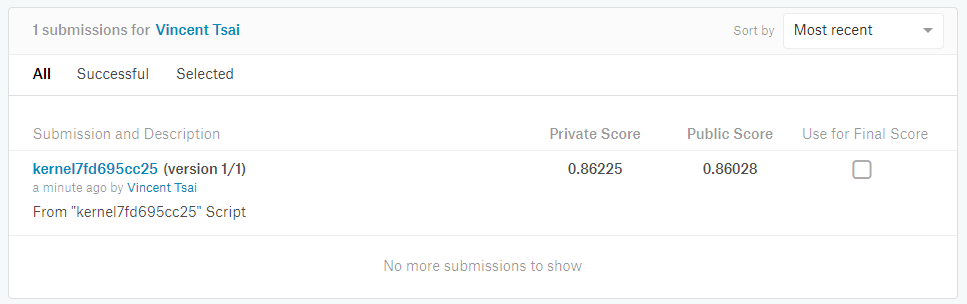 1 submissions for Vincent Tsai
Sort by Most recent
All Successful Selected
Submission and Description Private Score Public Score Use for Final Score
kernel7fd695cc25 (version 1/1) 0.86225 0.86028
a minute ago by Vincent Tsai
From "kernel7fd695cc25" Script
No more submissions to show